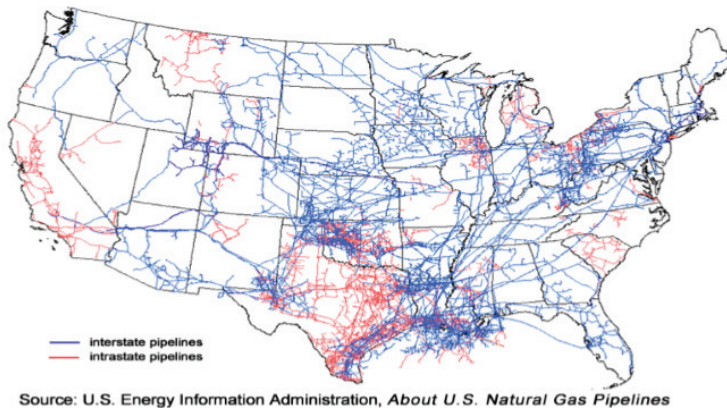 interstate pipelines
intrastate pipelines
Source: U.S. Energy Information Administration, About U.S. Natural Gas Pipelines